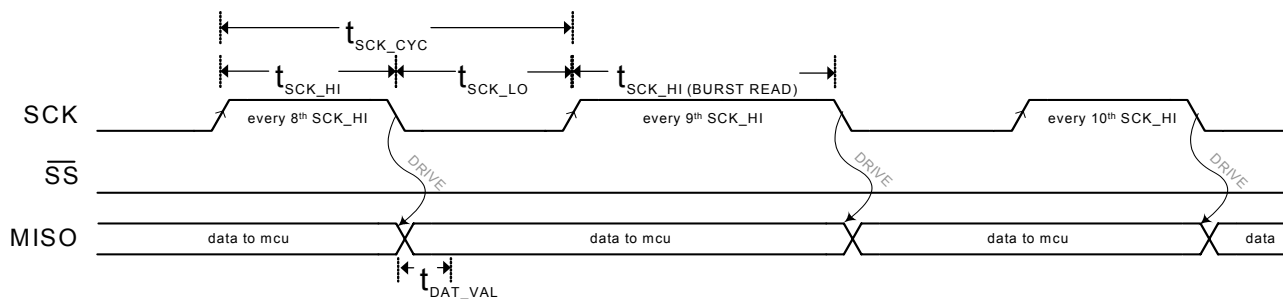 tSCK_CYC
tSCK_HI
tSCK_LO
tSCK_HI (BURST READ)
SCK
every 8th SCK_HI
every 9th SCK_HI
every 10th SCK_HI
SS
DRIVE
DRIVE
DRIVE
MISO
data to mcu
data to mcu
data to mcu
data
tDAT_VAL